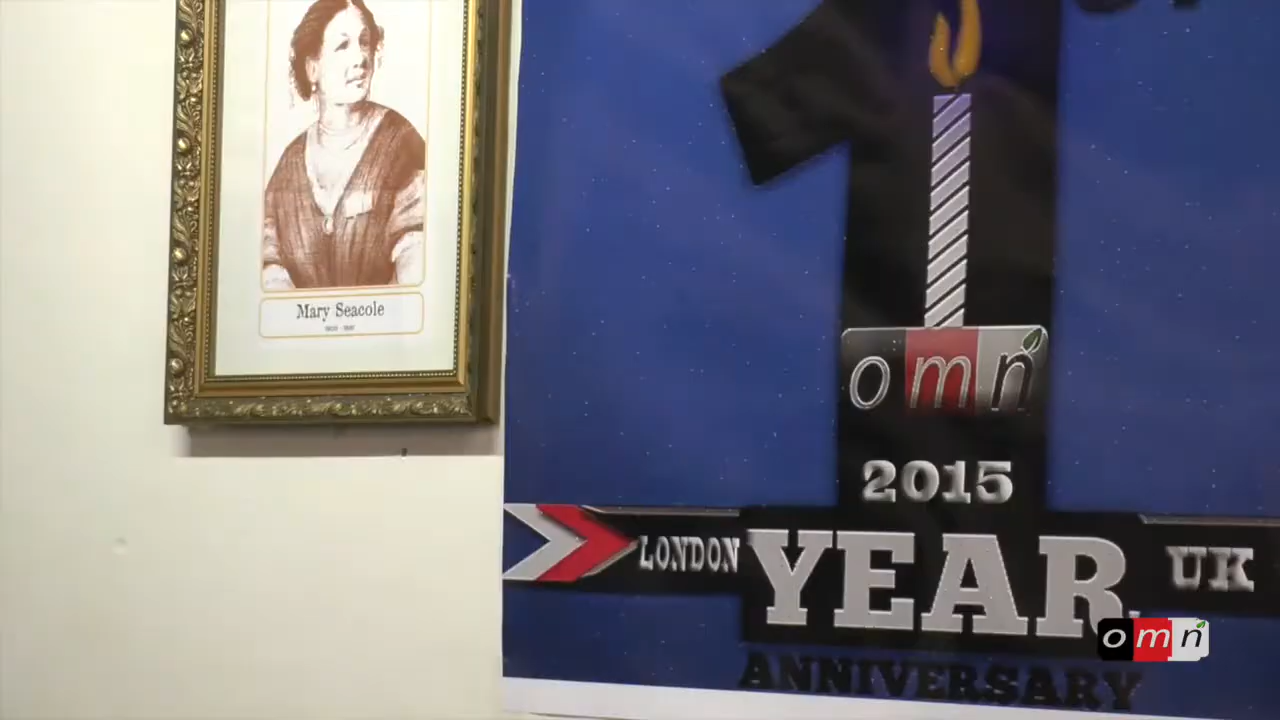 Mary Seacole
omn
2015
LONDON YEAR UK
omn
ANNIVERSARY